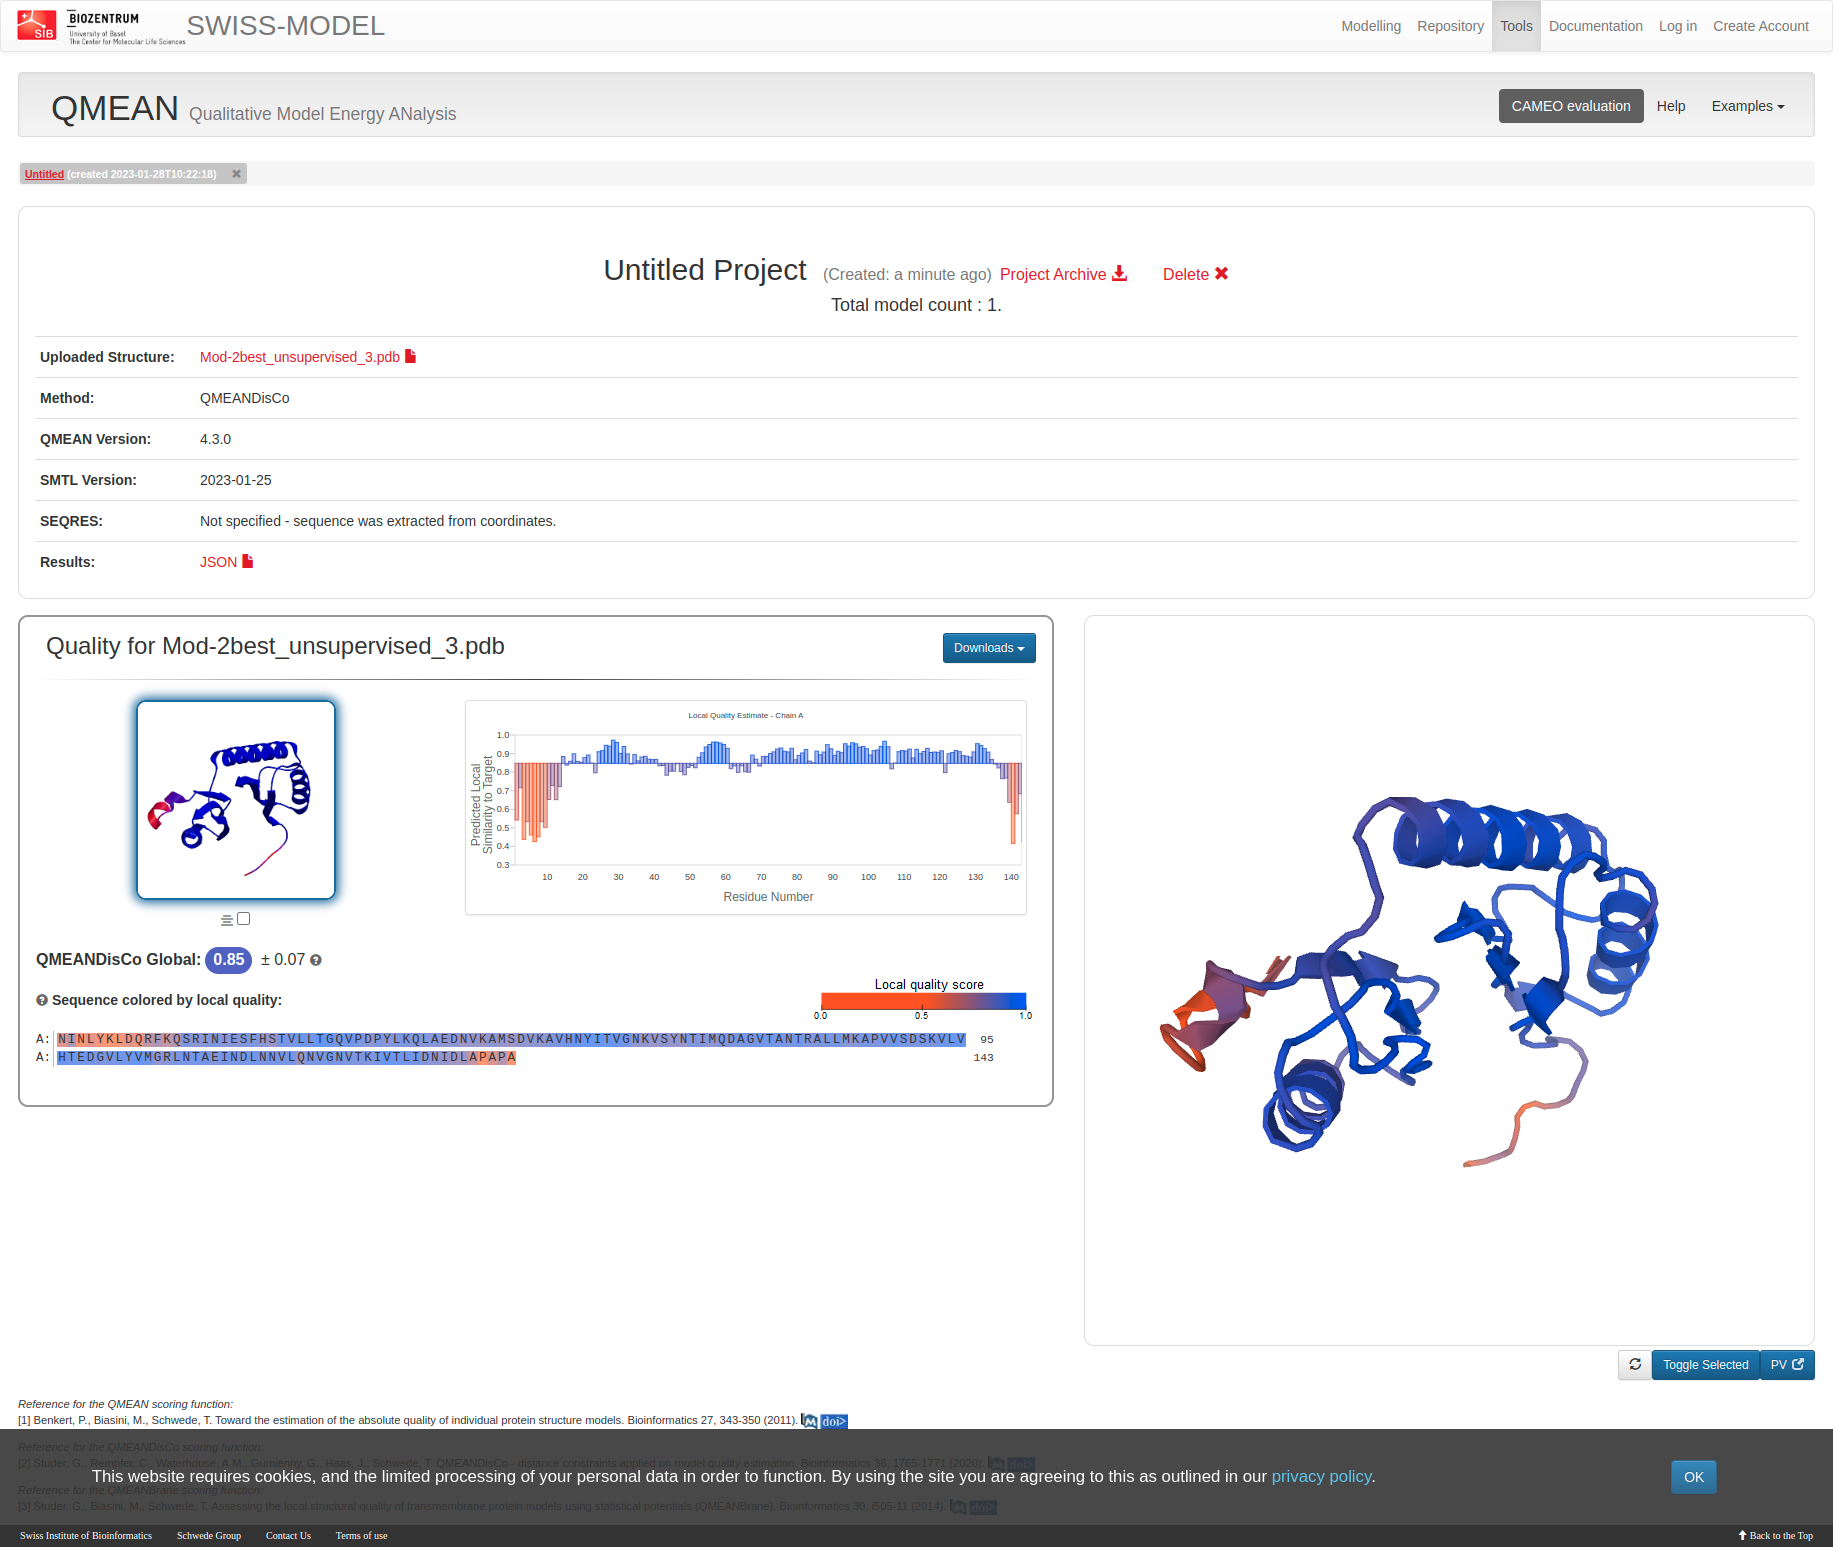 SIB
BIOZENTRUM
University of Basel
The Center for Molecular Life Sciences
SWISS-MODEL
Modelling Repository Tools Documentation Log in Create Account
QMEAN Qualitative Model Energy ANalysis
CAMEO evaluation Help Examples
Untitled (created 2023-01-28T10:22:18)
Untitled Project (Created: a minute ago) Project Archive Delete
Total model count : 1.
Uploaded Structure: Mod-2best_unsupervised_3.pdb
Method: QMEANDisCo
QMEAN Version: 4.3.0
SMTL Version: 2023-01-25
SEQRES: Not specified - sequence was extracted from coordinates.
Results: JSON
Quality for Mod-2best_unsupervised_3.pdb
Downloads
Local Quality Estimate - Chain A
Predicted Local
Similarity to Target
1.0
0.9
0.8
0.7
0.6
0.5
0.4
0.3
10 20 30 40 50 60 70 80 90 100 110 120 130 140
Residue Number
QMEANDisCo Global: 0.85 ± 0.07
Local quality score
0.0 0.5 1.0
Sequence colored by local quality:
A: NINLYKLDQRFKQSRINIESFHSTVLLTGQVPDPYLKQLAEDNVKAMSDVKAVHNYITVGNKVSYNTIMQDAGVTANTRALLMKAPVVSDSKVLV 95
A: HTEDGVLYVMGRLNTAEINDLNNVLQNVGNVTKIVTLIDNIDLAPAPA 143
Toggle Selected PV
Reference for the QMEAN scoring function:
[1] Benkert, P., Biasini, M., Schwede, T. Toward the estimation of the absolute quality of individual protein structure models. Bioinformatics 27, 343-350 (2011). doi>
Reference for the QMEANDisCo scoring function:
[2] Studer, G., Rempfer, C., Waterhouse, A.M., Gumienny, G., Haas, J., Schwede, T. QMEANDisCo - distance constraints applied on model quality estimation. Bioinformatics 36, 1765-1771 (2020). doi>
This website requires cookies, and the limited processing of your personal data in order to function. By using the site you are agreeing to this as outlined in our privacy policy.
OK
Reference for the QMEANBrane scoring function:
[3] Studer, G., Biasini, M., Schwede, T. Assessing the local structural quality of transmembrane protein models using statistical potentials (QMEANBrane). Bioinformatics 30, i505-11 (2014). doi>
Swiss Institute of Bioinformatics Schwede Group Contact Us Terms of use
Back to the Top